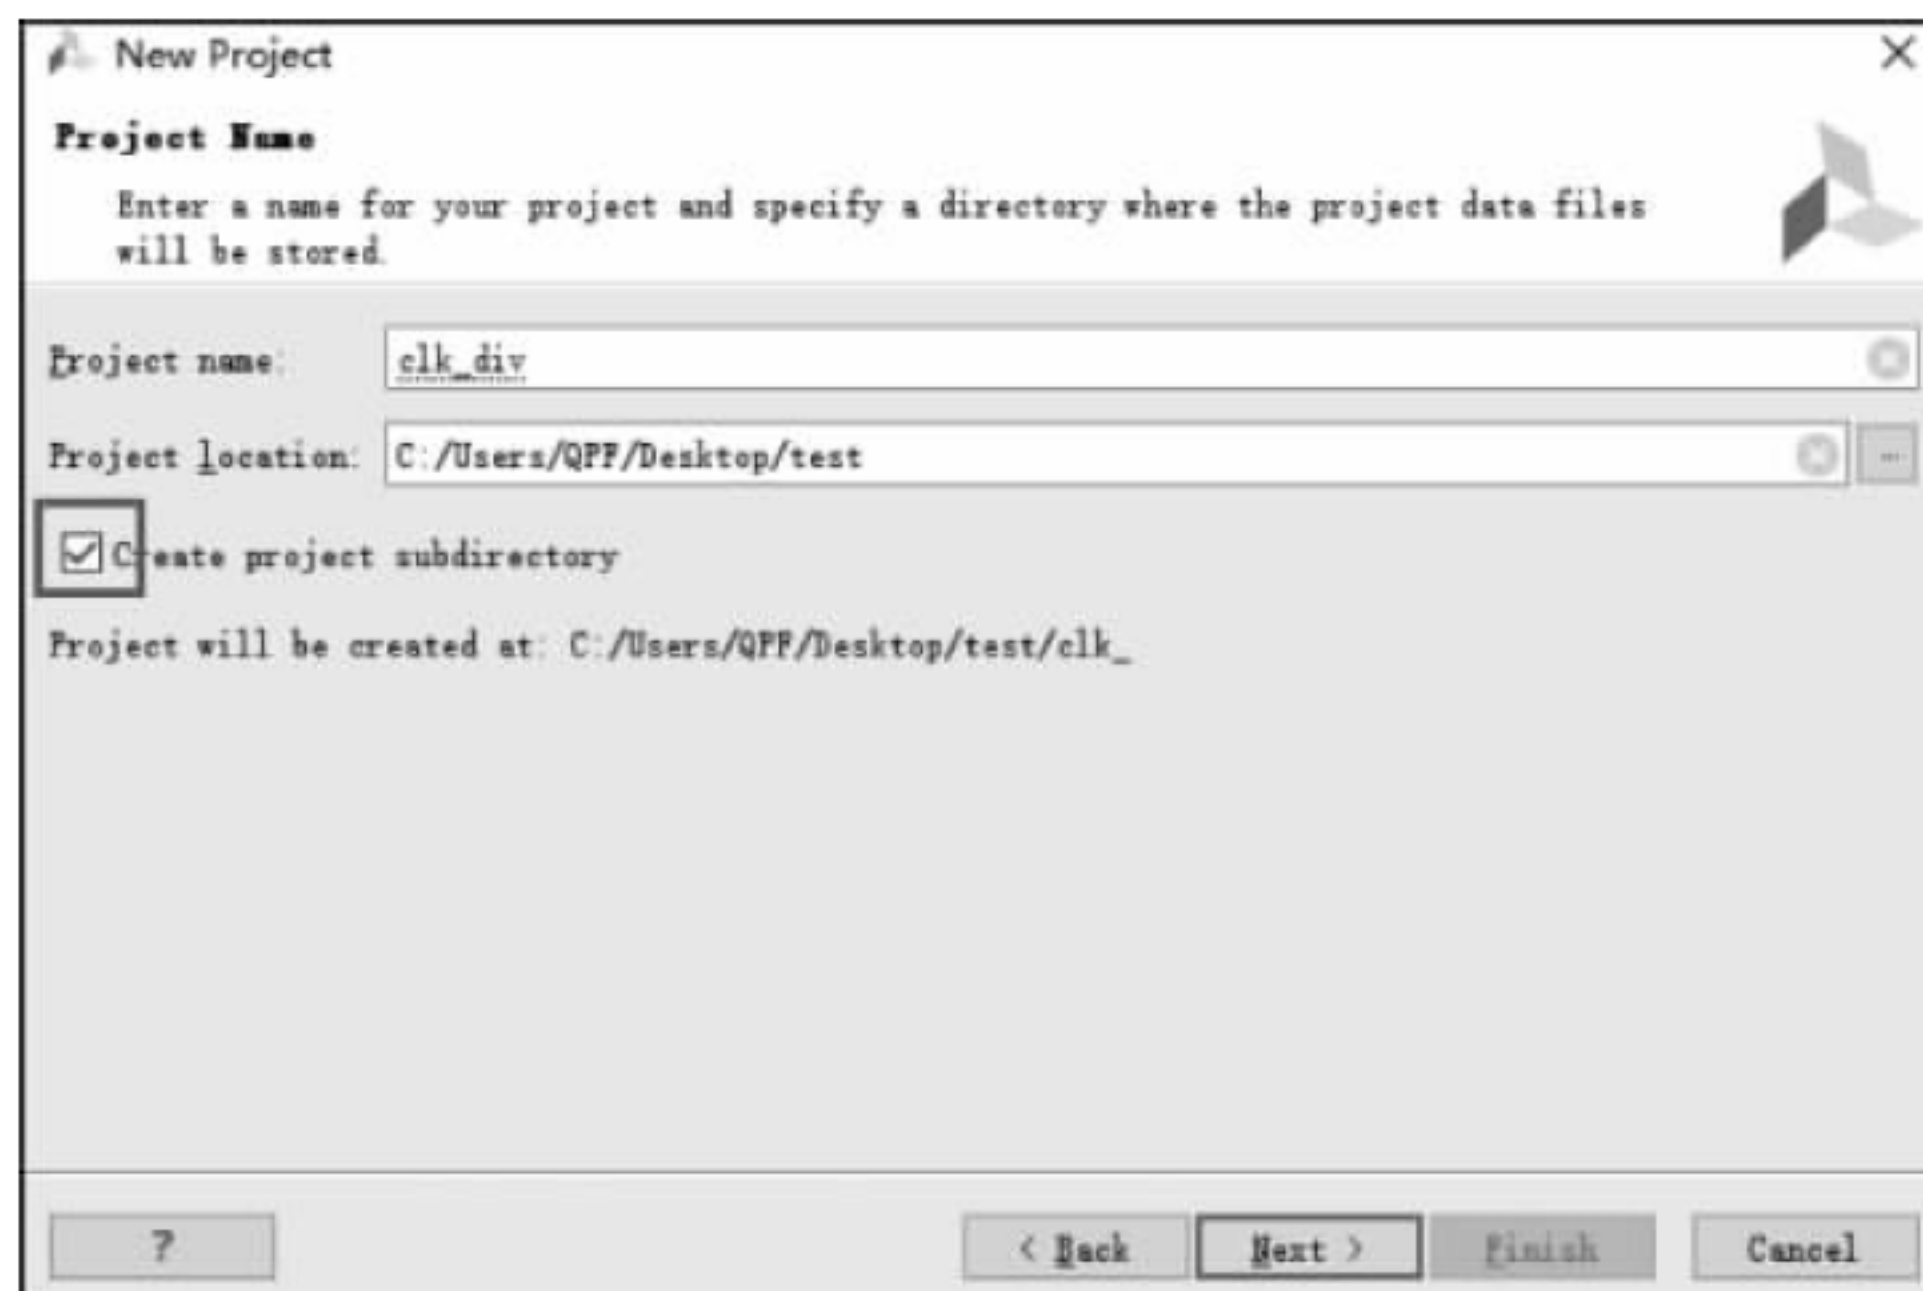 New Project
Project Name
Enter a name for your project and specify a directory where the project data files
will be stored.
Project name: clk_div
Project location: C:/Users/QPF/Desktop/test ...
Create project subdirectory
Project will be created at: C:/Users/QPF/Desktop/test/clk_
? < Back Next > Finish Cancel